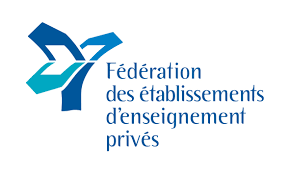 Fédération
des établissements
d'enseignement
privés